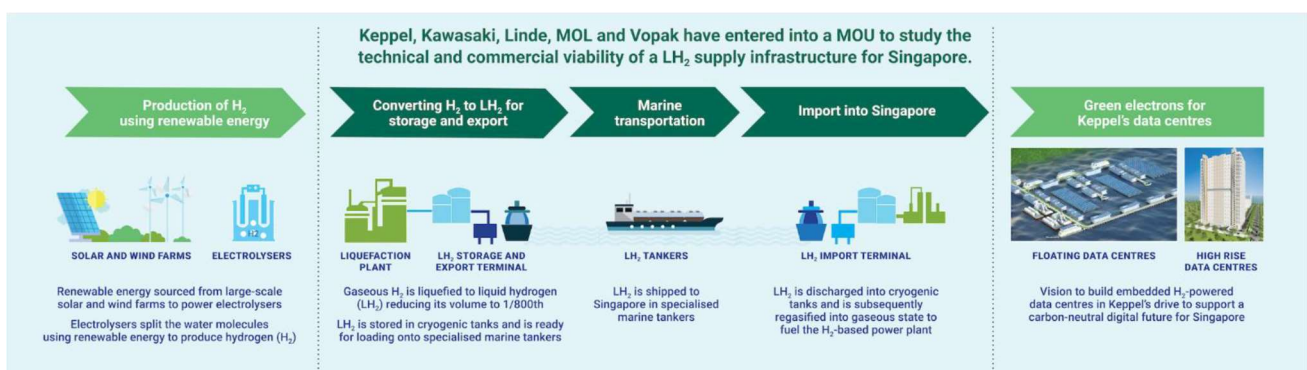 Keppel, Kawasaki, Linde, MOL and Vopak have entered into a MOU to study the
technical and commercial viability of a LH₂ supply infrastructure for Singapore.
Production of H₂
using renewable energy
Converting H₂ to LH₂ for
storage and export
Marine
transportation
Import into Singapore
Green electrons for
Keppel's data centres
SOLAR AND WIND FARMS
ELECTROLYSERS
LIQUEFACTION
PLANT
LH₂ STORAGE AND
EXPORT TERMINAL
LH₂ TANKERS
LH₂ IMPORT TERMINAL
FLOATING DATA CENTRES
HIGH RISE
DATA CENTRES
Renewable energy sourced from large-scale
solar and wind farms to power electrolysers
Electrolysers split the water molecules
using renewable energy to produce hydrogen (H₂)
Gaseous H₂ is liquefied to liquid hydrogen
(LH₂) reducing its volume to 1/800th
LH₂ is stored in cryogenic tanks and is ready
for loading onto specialised marine tankers
LH₂ is shipped to
Singapore in specialised
marine tankers
LH₂ is discharged into cryogenic
tanks and is subsequently
regasified into gaseous state to
fuel the H₂-based power plant
Vision to build embedded H₂-powered
data centres in Keppel's drive to support a
carbon-neutral digital future for Singapore